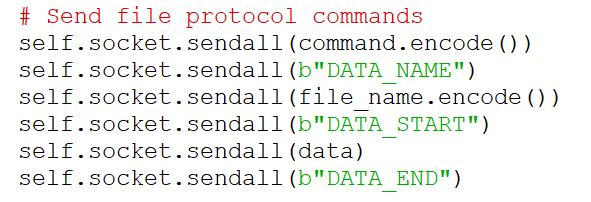 # Send file protocol commands
self.socket.sendall(command.encode())
self.socket.sendall(b"DATA_NAME")
self.socket.sendall(file_name.encode())
self.socket.sendall(b"DATA_START")
self.socket.sendall(data)
self.socket.sendall(b"DATA_END")